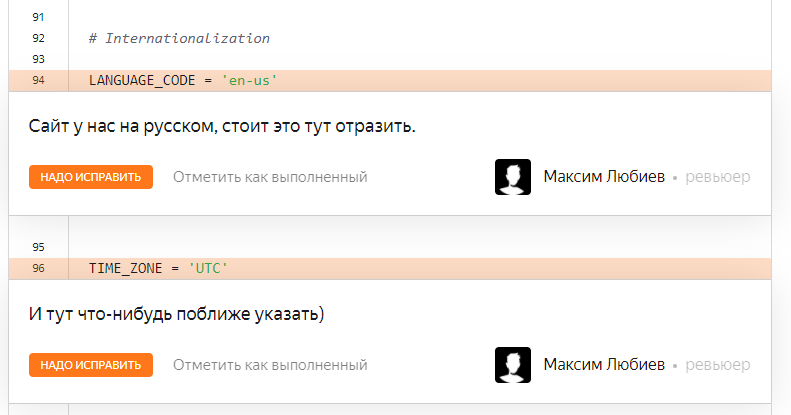 91
92 # Internationalization
93
94 LANGUAGE_CODE = 'en-us'
Сайт у нас на русском, стоит это тут отразить.
НАДО ИСПРАВИТЬ Отметить как выполненный Максим Любиев • ревьюер
95
96 TIME_ZONE = 'UTC'
И тут что-нибудь поближе указать)
НАДО ИСПРАВИТЬ Отметить как выполненный Максим Любиев • ревьюер